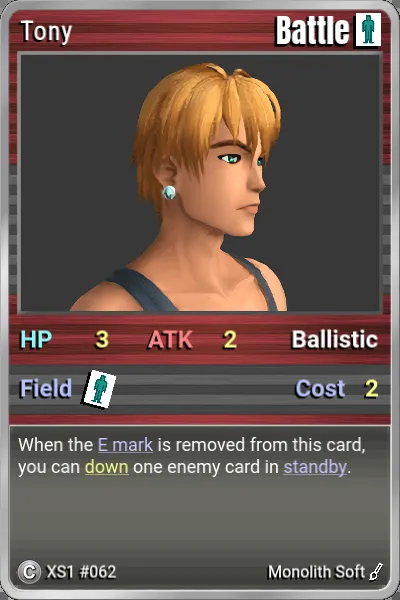 Tony Battle
HP 3 ATK 2 Ballistic
Field Cost 2
When the E mark is removed from this card,
you can down one enemy card in standby.
C XS1 #062 Monolith Soft